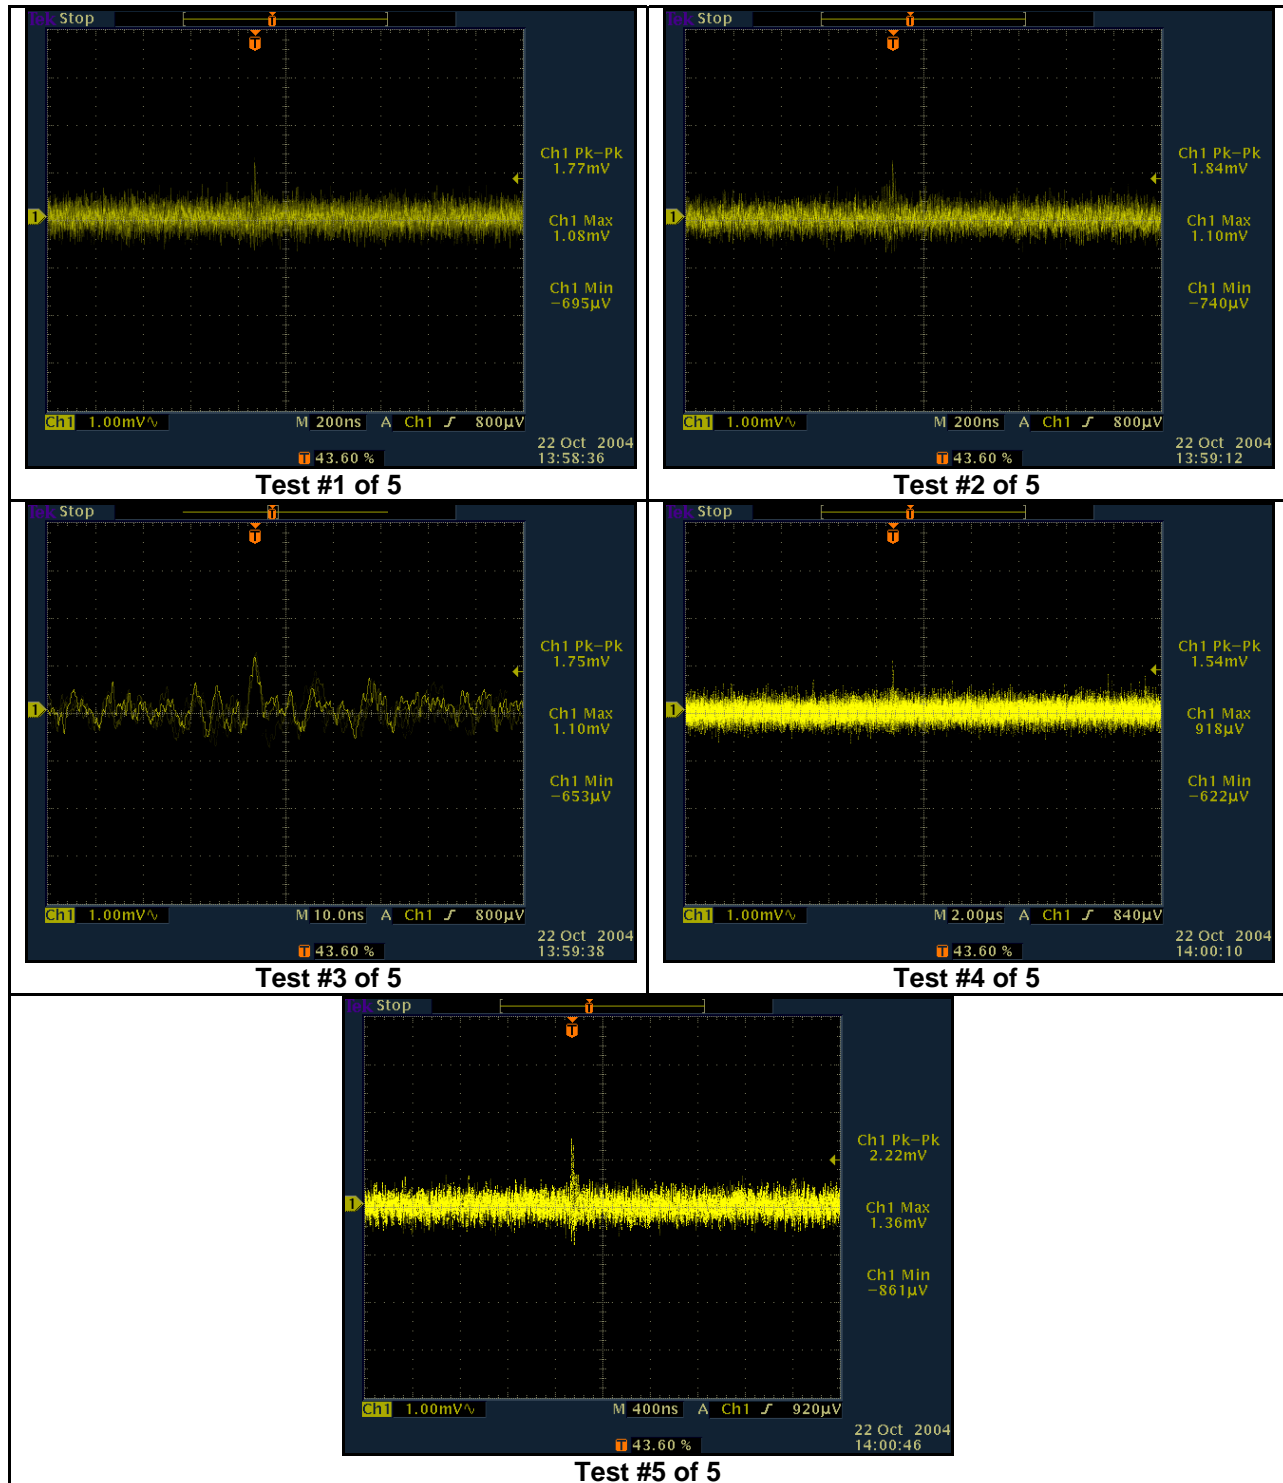 Tek Stop
T
T
Ch1 Pk-Pk
1.77mV
1
Ch1 Max
1.08mV
Ch1 Min
-695µV
Ch1 1.00mV∿ M 200ns A Ch1 ʃ 800µV
22 Oct 2004
T 43.60 % 13:58:36
Test #1 of 5
Tek Stop
T
T
Ch1 Pk-Pk
1.84mV
1
Ch1 Max
1.10mV
Ch1 Min
-740µV
Ch1 1.00mV∿ M 200ns A Ch1 ʃ 800µV
22 Oct 2004
T 43.60 % 13:59:12
Test #2 of 5
Tek Stop
T
T
Ch1 Pk-Pk
1.75mV
1
Ch1 Max
1.10mV
Ch1 Min
-653µV
Ch1 1.00mV∿ M 10.0ns A Ch1 ʃ 800µV
22 Oct 2004
T 43.60 % 13:59:38
Test #3 of 5
Tek Stop
T
T
Ch1 Pk-Pk
1.54mV
1
Ch1 Max
918µV
Ch1 Min
-622µV
Ch1 1.00mV∿ M 2.00µs A Ch1 ʃ 840µV
22 Oct 2004
T 43.60 % 14:00:10
Test #4 of 5
Tek Stop
T
T
Ch1 Pk-Pk
2.22mV
1
Ch1 Max
1.36mV
Ch1 Min
-861µV
Ch1 1.00mV∿ M 400ns A Ch1 ʃ 920µV
22 Oct 2004
T 43.60 % 14:00:46
Test #5 of 5